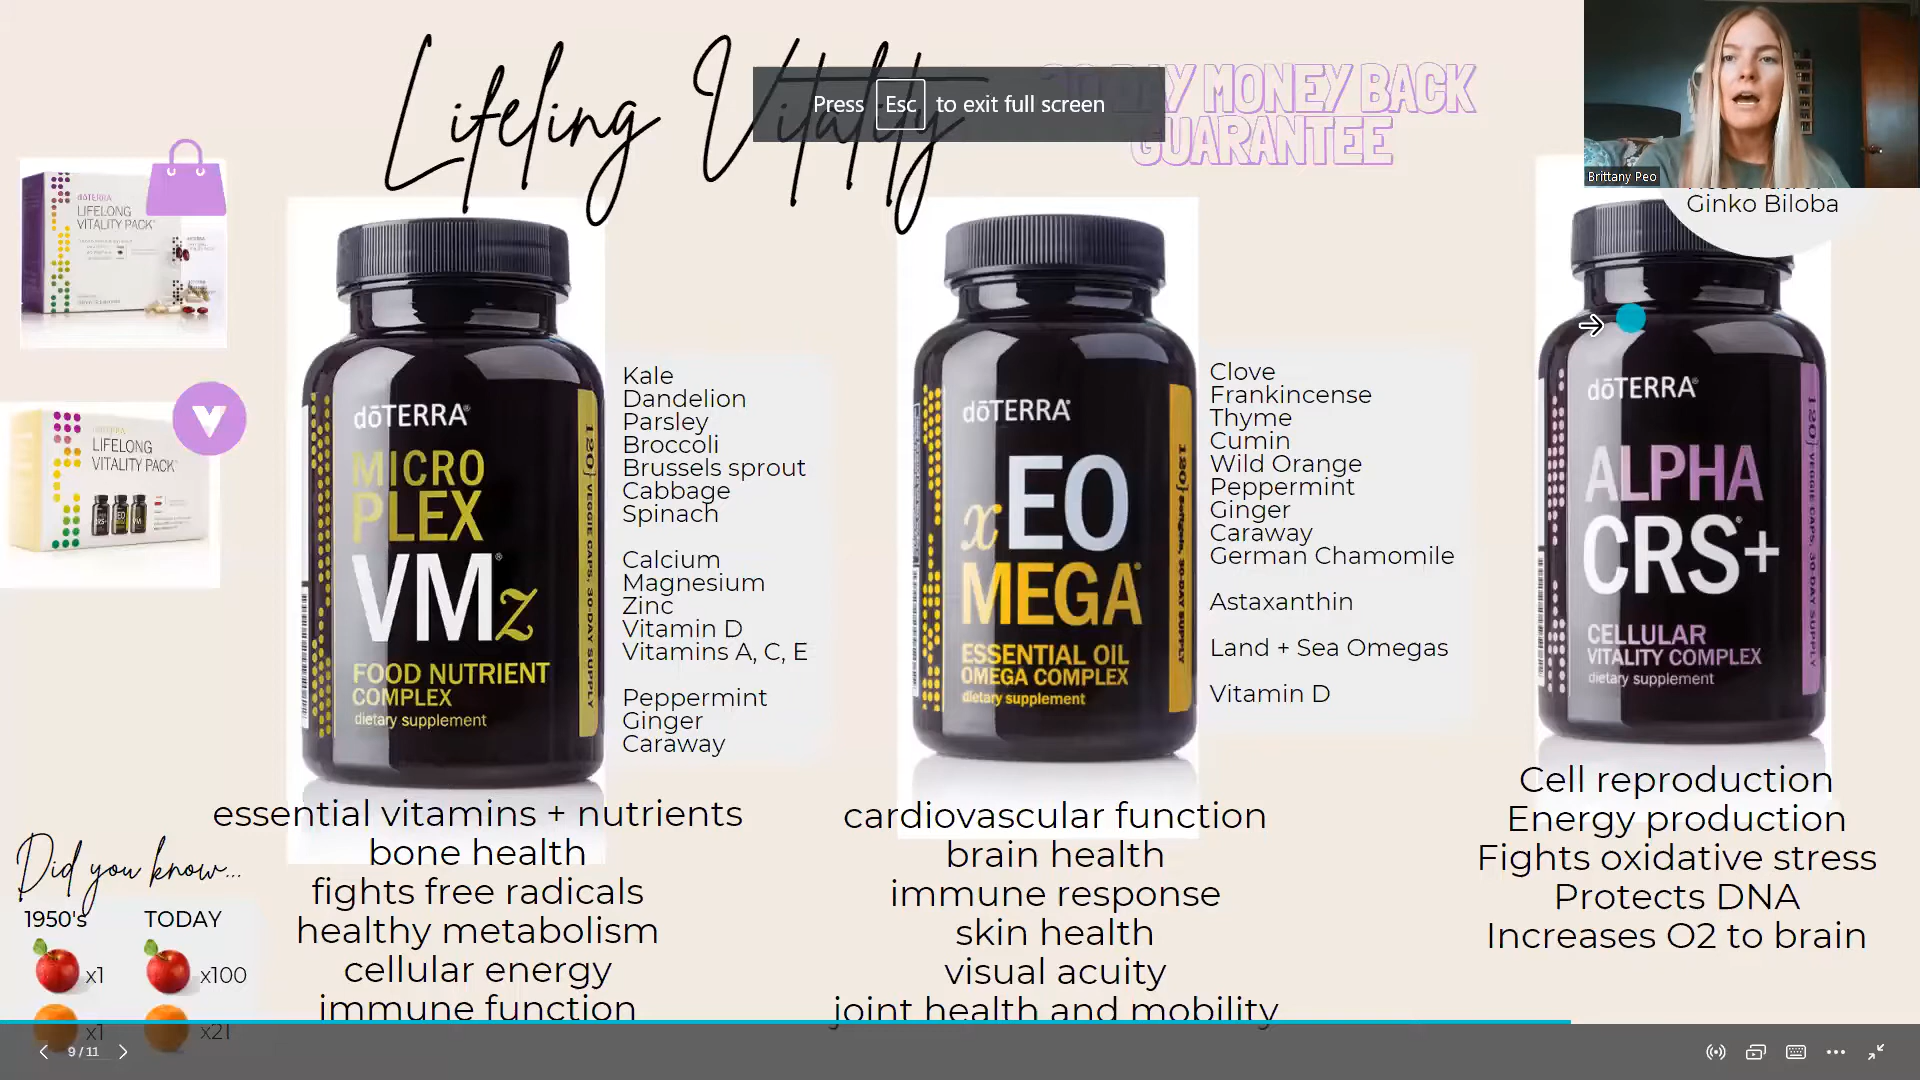 Lifeling Vitality
Press Esc to exit full screen
DAY MONEY BACK
GUARANTEE
Brittany Peo
Ginko Biloba
dōTERRA
LIFELONG
VITALITY PACK
LIFELONG
VITALITY PACK
dōTERRA®
MICRO
PLEX
VMz
FOOD NUTRIENT
COMPLEX
dietary supplement
120 VEGGIE CAPS, 30-DAY SUPPLY
Kale
Dandelion
Parsley
Broccoli
Brussels sprout
Cabbage
Spinach
Calcium
Magnesium
Zinc
Vitamin D
Vitamins A, C, E
Peppermint
Ginger
Caraway
dōTERRA®
xEO
MEGA®
ESSENTIAL OIL
OMEGA COMPLEX
dietary supplement
120 softgels, 30-DAY SUPPLY
Clove
Frankincense
Thyme
Cumin
Wild Orange
Peppermint
Ginger
Caraway
German Chamomile
Astaxanthin
Land + Sea Omegas
Vitamin D
dōTERRA®
ALPHA
CRS®+
CELLULAR
VITALITY COMPLEX
dietary supplement
120 VEGGIE CAPS, 30-DAY SUPPLY
essential vitamins + nutrients
bone health
fights free radicals
healthy metabolism
cellular energy
immune function
cardiovascular function
brain health
immune response
skin health
visual acuity
joint health and mobility
Cell reproduction
Energy production
Fights oxidative stress
Protects DNA
Increases O2 to brain
Did you know...
1950's TODAY
x1 x100
x1 x21
9 / 11